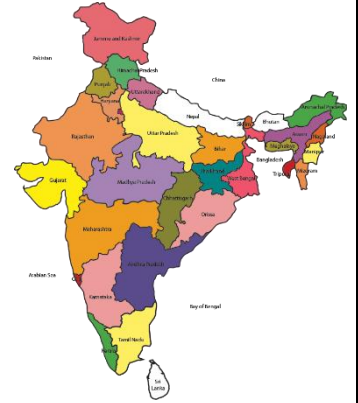 Jammu and Kashmir
Pakistan
Himachal Pradesh
China
Punjab
Uttarkhand
Haryana
Nepal
Bhutan
Arunachal Pradesh
Sikkim
Rajasthan
Uttar Pradesh
Bihar
Assam
Nagaland
Meghalaya
Manipur
Bangladesh
Jharkhand
West Bengal
Tripura
Mizoram
Gujarat
Madhya Pradesh
Chhattisgarh
Orissa
Maharashtra
Arabian Sea
Andhra Pradesh
Karnataka
Bay of Bengal
Tamil Nadu
Kerala
Sri
Lanka